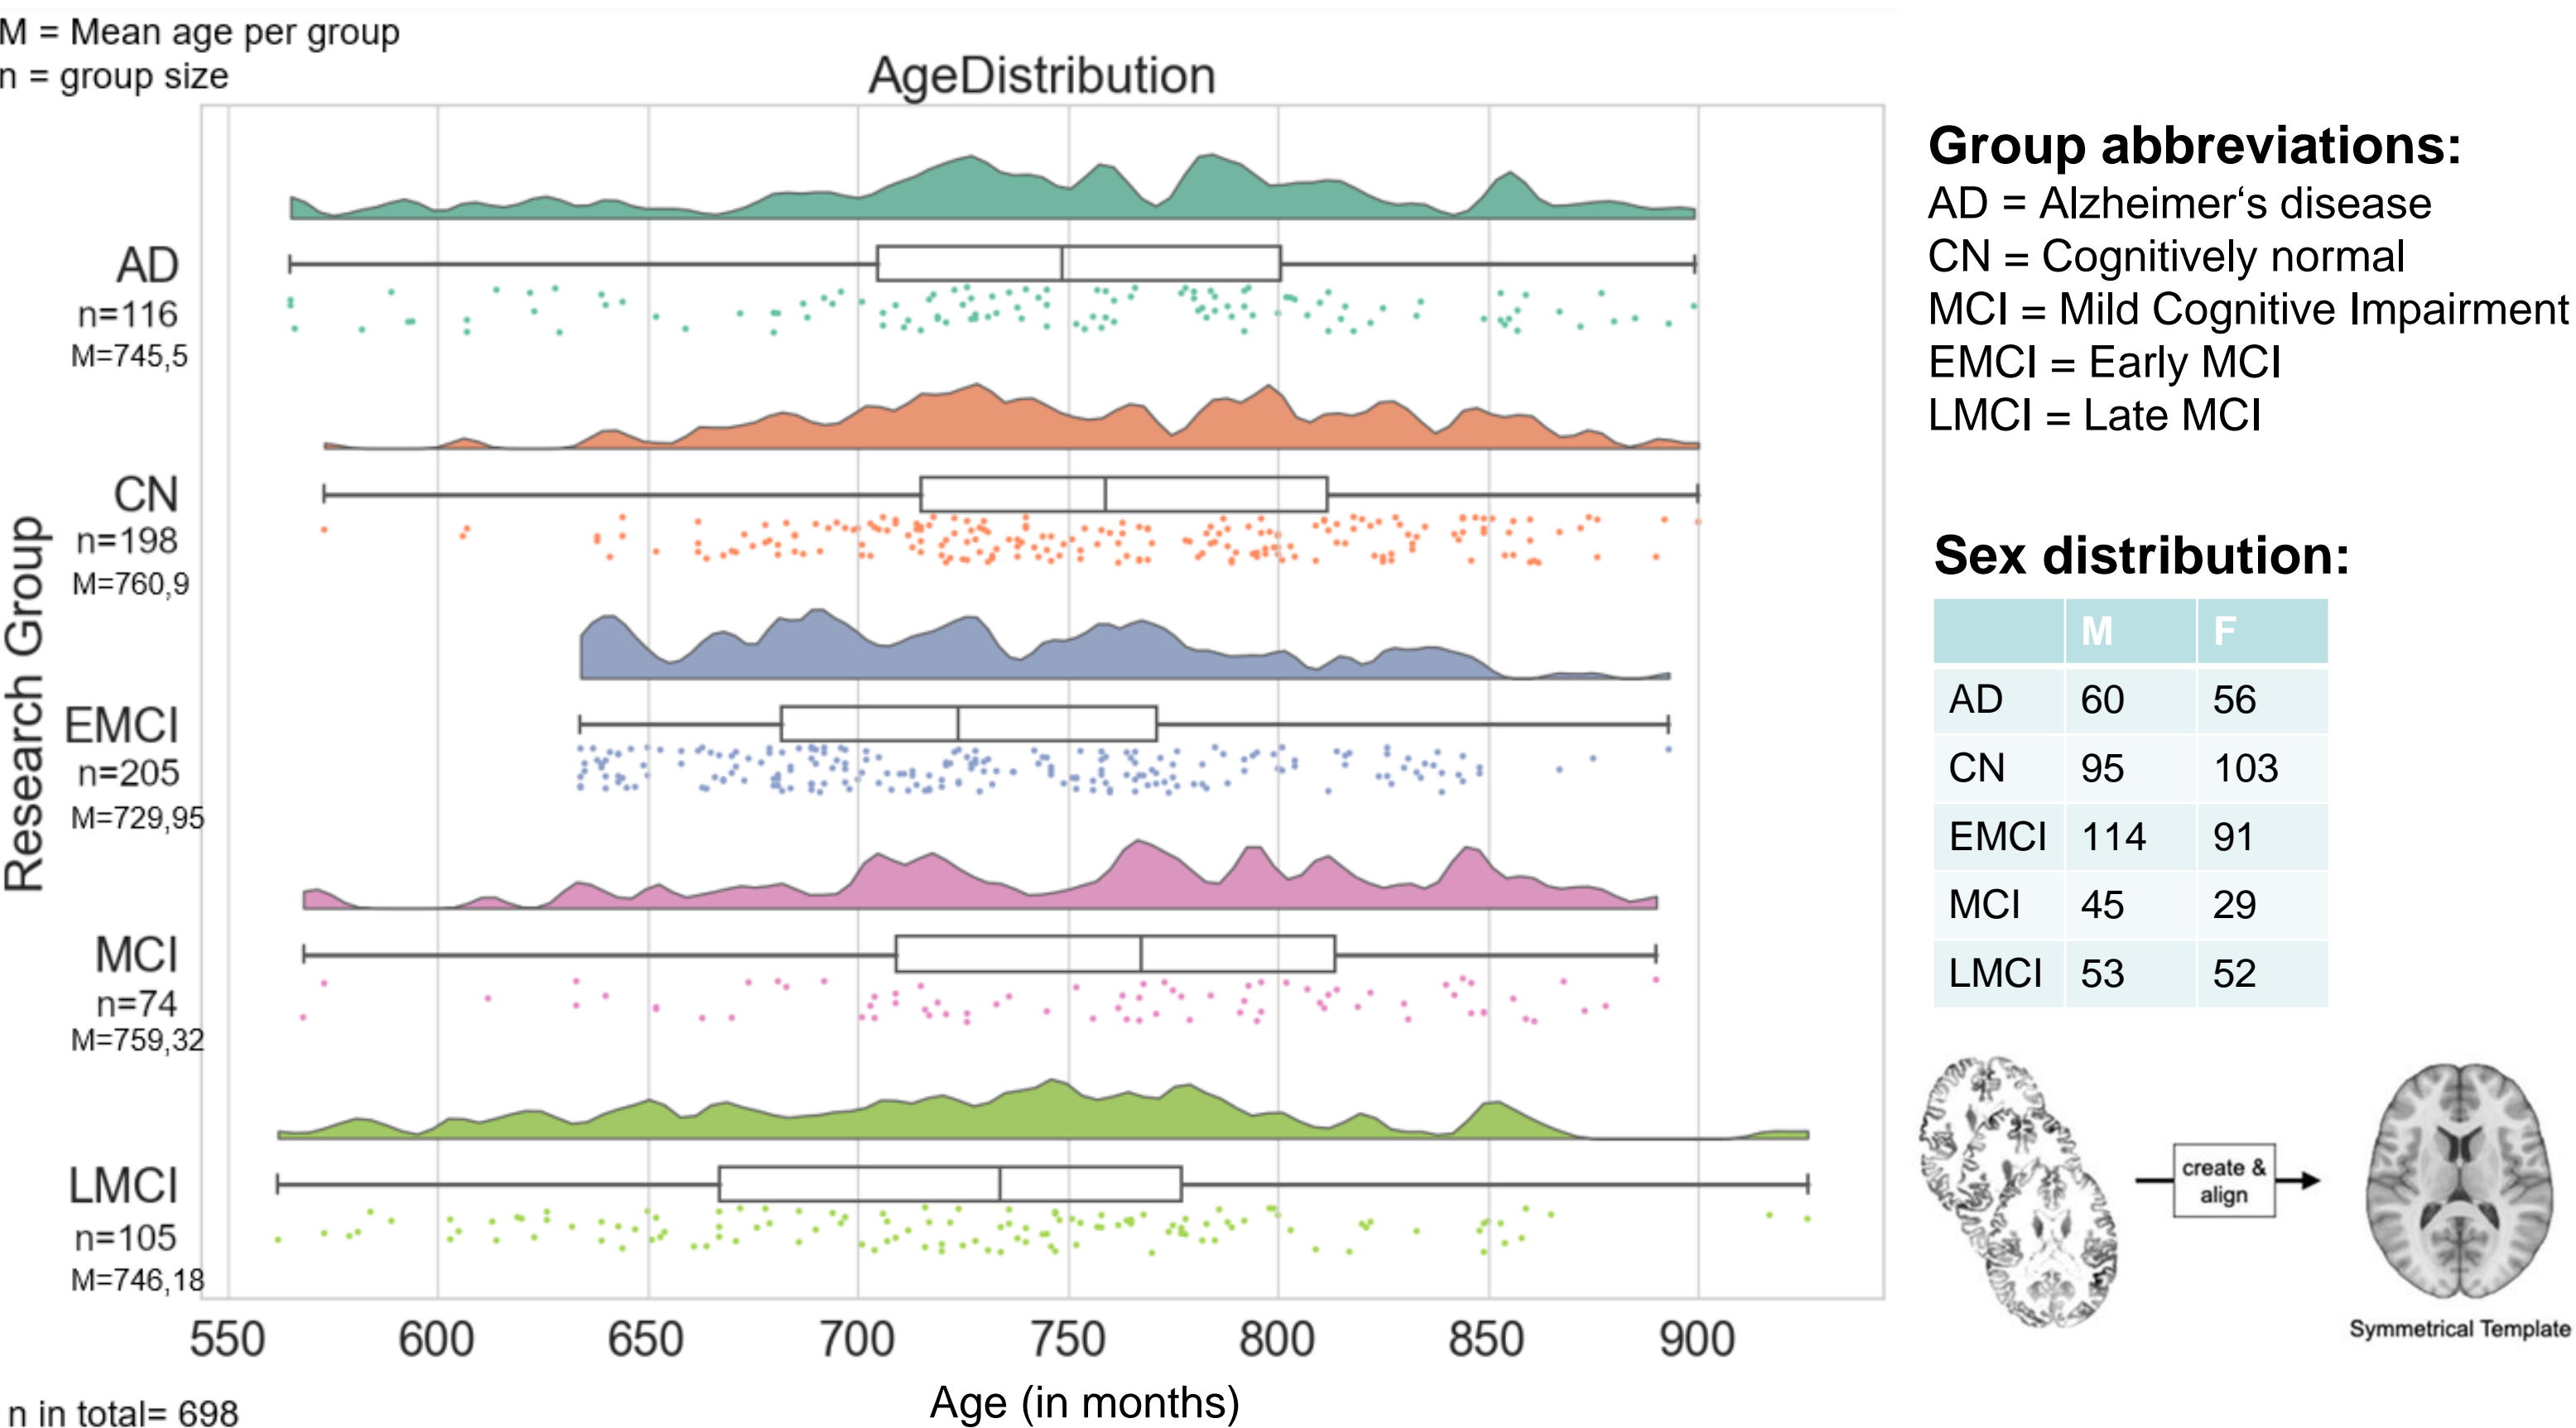 M = Mean age per group
n = group size
AgeDistribution
Research Group
AD
n=116
M=745,5
CN
n=198
M=760,9
EMCI
n=205
M=729,95
MCI
n=74
M=759,32
LMCI
n=105
M=746,18
550 600 650 700 750 800 850 900
Age (in months)
n in total= 698
Group abbreviations:
AD = Alzheimer‘s disease
CN = Cognitively normal
MCI = Mild Cognitive Impairment
EMCI = Early MCI
LMCI = Late MCI
Sex distribution:
M F
AD 60 56
CN 95 103
EMCI 114 91
MCI 45 29
LMCI 53 52
create &
align
Symmetrical Template